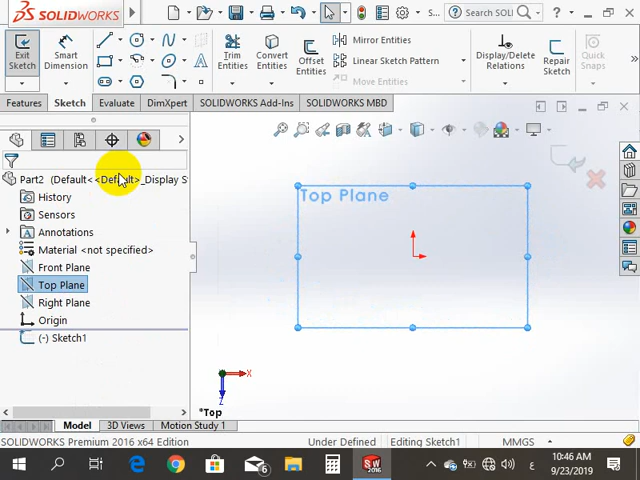 SOLIDWORKS
S...
Search SOLIDWORKS
Exit Sketch
Smart Dimension
Trim Entities
Convert Entities
Offset Entities
Mirror Entities
Linear Sketch Pattern
Move Entities
Display/Delete Relations
Repair Sketch
Quick Snaps
Features
Sketch
Evaluate
DimXpert
SOLIDWORKS Add-Ins
SOLIDWORKS MBD
Part2 (Default<<Default>_Display S
History
Sensors
Annotations
Material <not specified>
Front Plane
Top Plane
Right Plane
Origin
(-) Sketch1
Top Plane
X
Z
*Top
Model
3D Views
Motion Study 1
SOLIDWORKS Premium 2016 x64 Edition
Under Defined
Editing Sketch1
MMGS
6
SW
2016
ع
10:46 AM
9/23/2019